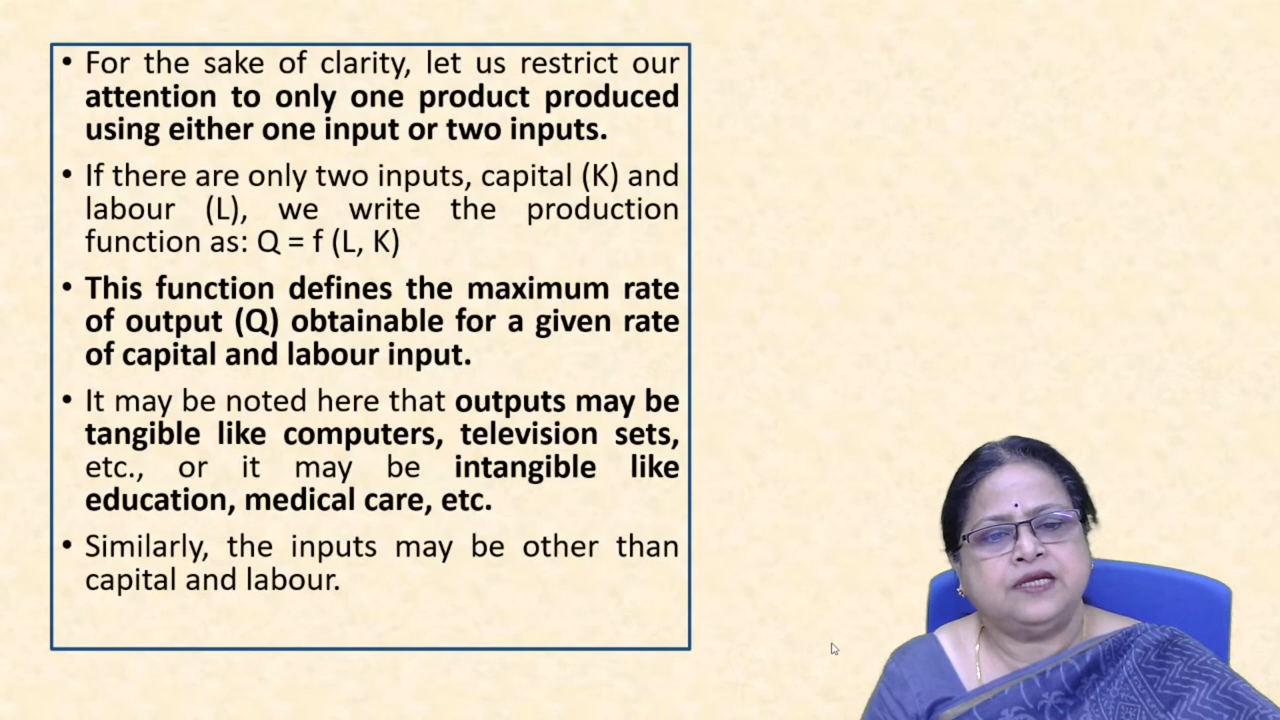 • For the sake of clarity, let us restrict our
attention to only one product produced
using either one input or two inputs.
• If there are only two inputs, capital (K) and
labour (L), we write the production
function as: Q = f (L, K)
• This function defines the maximum rate
of output (Q) obtainable for a given rate
of capital and labour input.
• It may be noted here that outputs may be
tangible like computers, television sets,
etc., or it may be intangible like
education, medical care, etc.
• Similarly, the inputs may be other than
capital and labour.